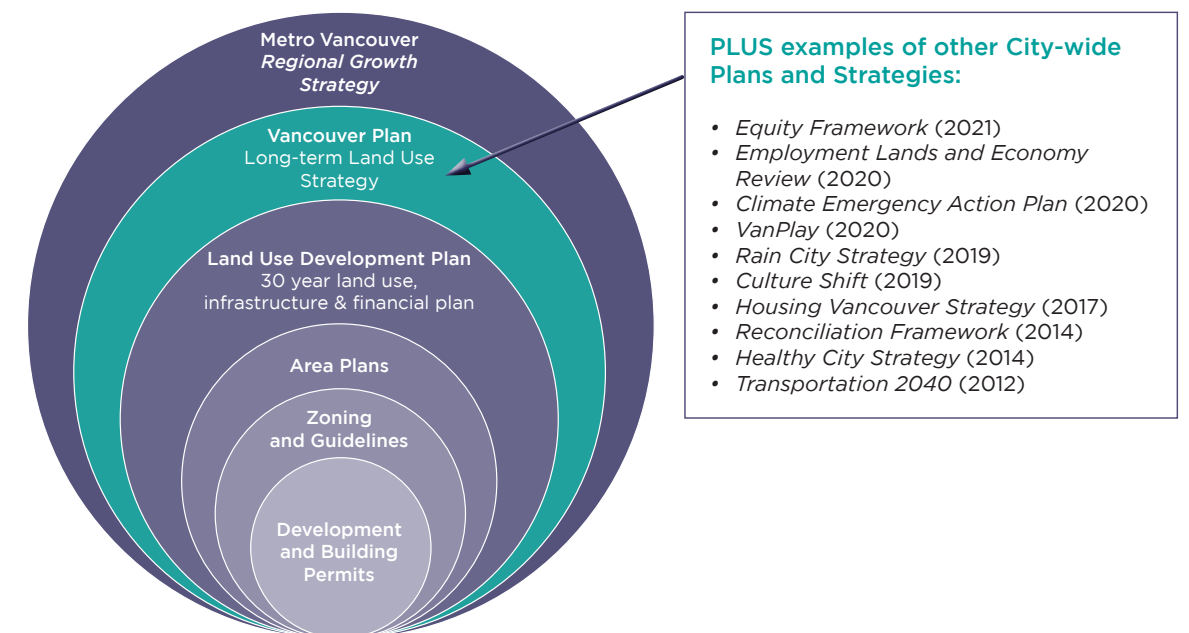 Metro Vancouver
Regional Growth
Strategy
Vancouver Plan
Long-term Land Use
Strategy
Land Use Development Plan
30 year land use,
infrastructure & financial plan
Area Plans
Zoning
and Guidelines
Development
and Building
Permits
PLUS examples of other City-wide
Plans and Strategies:
• Equity Framework (2021)
• Employment Lands and Economy
Review (2020)
• Climate Emergency Action Plan (2020)
• VanPlay (2020)
• Rain City Strategy (2019)
• Culture Shift (2019)
• Housing Vancouver Strategy (2017)
• Reconciliation Framework (2014)
• Healthy City Strategy (2014)
• Transportation 2040 (2012)